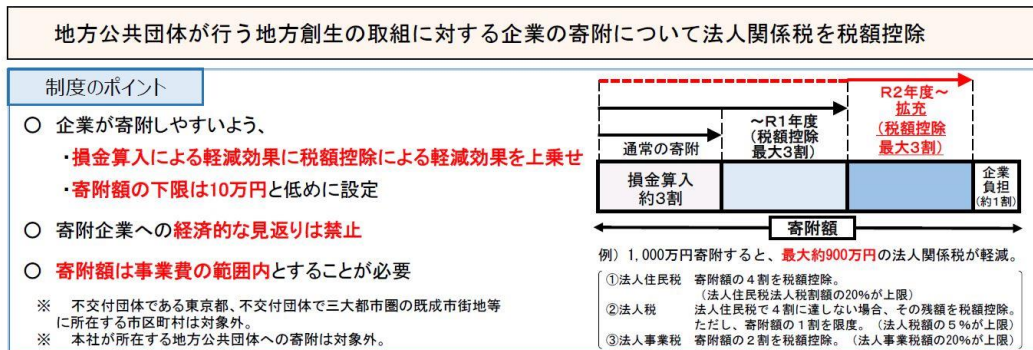 地方公共団体が行う地方創生の取組に対する企業の寄附について法人関係税を税額控除
制度のポイント
○ 企業が寄附しやすいよう、
・損金算入による軽減効果に税額控除による軽減効果を上乗せ
・寄附額の下限は10万円と低めに設定
○ 寄附企業への経済的な見返りは禁止
○ 寄附額は事業費の範囲内とすることが必要
※ 不交付団体である東京都、不交付団体で三大都市圏の既成市街地等
に所在する市区町村は対象外。
※ 本社が所在する地方公共団体への寄附は対象外。
通常の寄附
~R1年度
(税額控除
最大3割)
R2年度~
拡充
(税額控除
最大3割)
損金算入
約3割
企業
負担
(約1割)
寄附額
例) 1,000万円寄附すると、最大約900万円の法人関係税が軽減。
①法人住民税 寄附額の4割を税額控除。
(法人住民税法人税割額の20%が上限)
②法人税 法人住民税で4割に達しない場合、その残額を税額控除。
ただし、寄附額の1割を限度。(法人税額の5%が上限)
③法人事業税 寄附額の2割を税額控除。(法人事業税額の20%が上限)